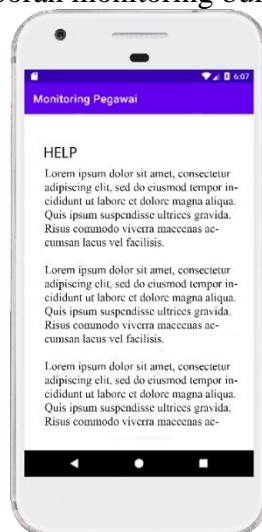 6:07
Monitoring Pegawai
HELP
Lorem ipsum dolor sit amet, consectetur
adipiscing elit, sed do eiusmod tempor in-
cididunt ut labore et dolore magna aliqua.
Quis ipsum suspendisse ultrices gravida.
Risus commodo viverra maecenas ac-
cumsan lacus vel facilisis.
Lorem ipsum dolor sit amet, consectetur
adipiscing elit, sed do eiusmod tempor in-
cididunt ut labore et dolore magna aliqua.
Quis ipsum suspendisse ultrices gravida.
Risus commodo viverra maecenas ac-
cumsan lacus vel facilisis.
Lorem ipsum dolor sit amet, consectetur
adipiscing elit, sed do eiusmod tempor in-
cididunt ut labore et dolore magna aliqua.
Quis ipsum suspendisse ultrices gravida.
Risus commodo viverra maecenas ac-